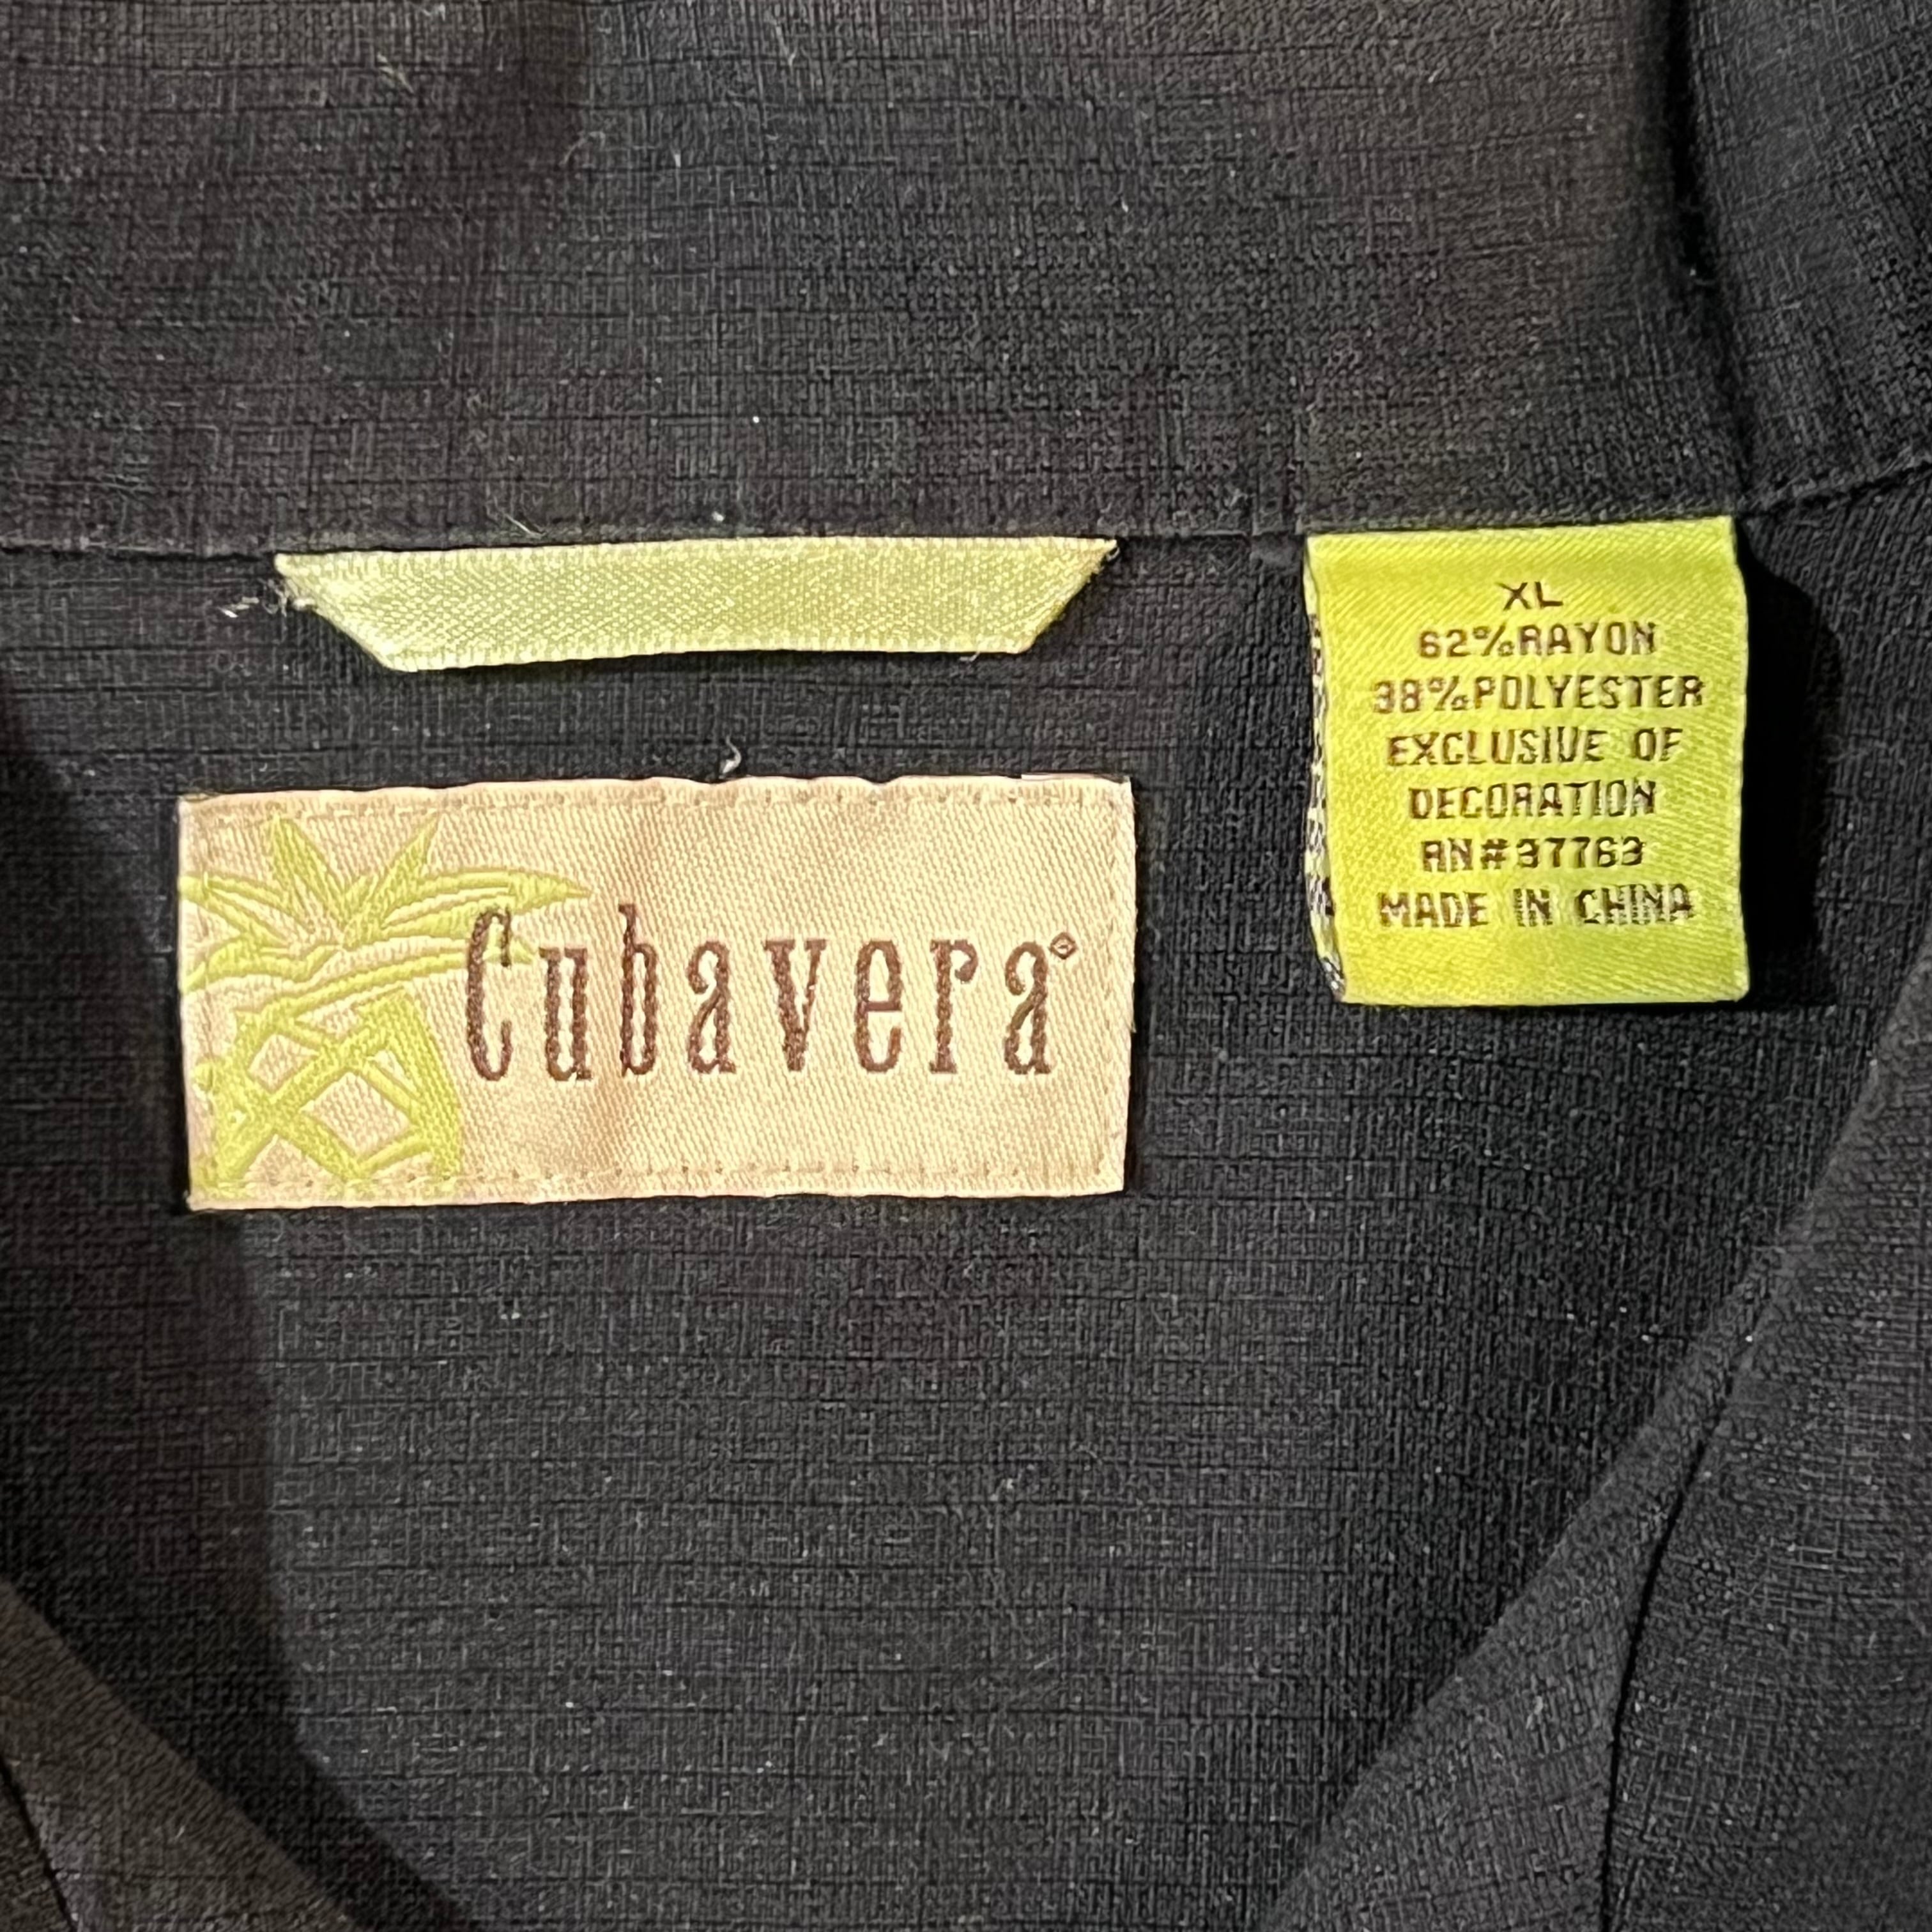 Cubavera
XL
62%RAYON
38%POLYESTER
EXCLUSIVE OF
DECORATION
RN#37763
MADE IN CHINA